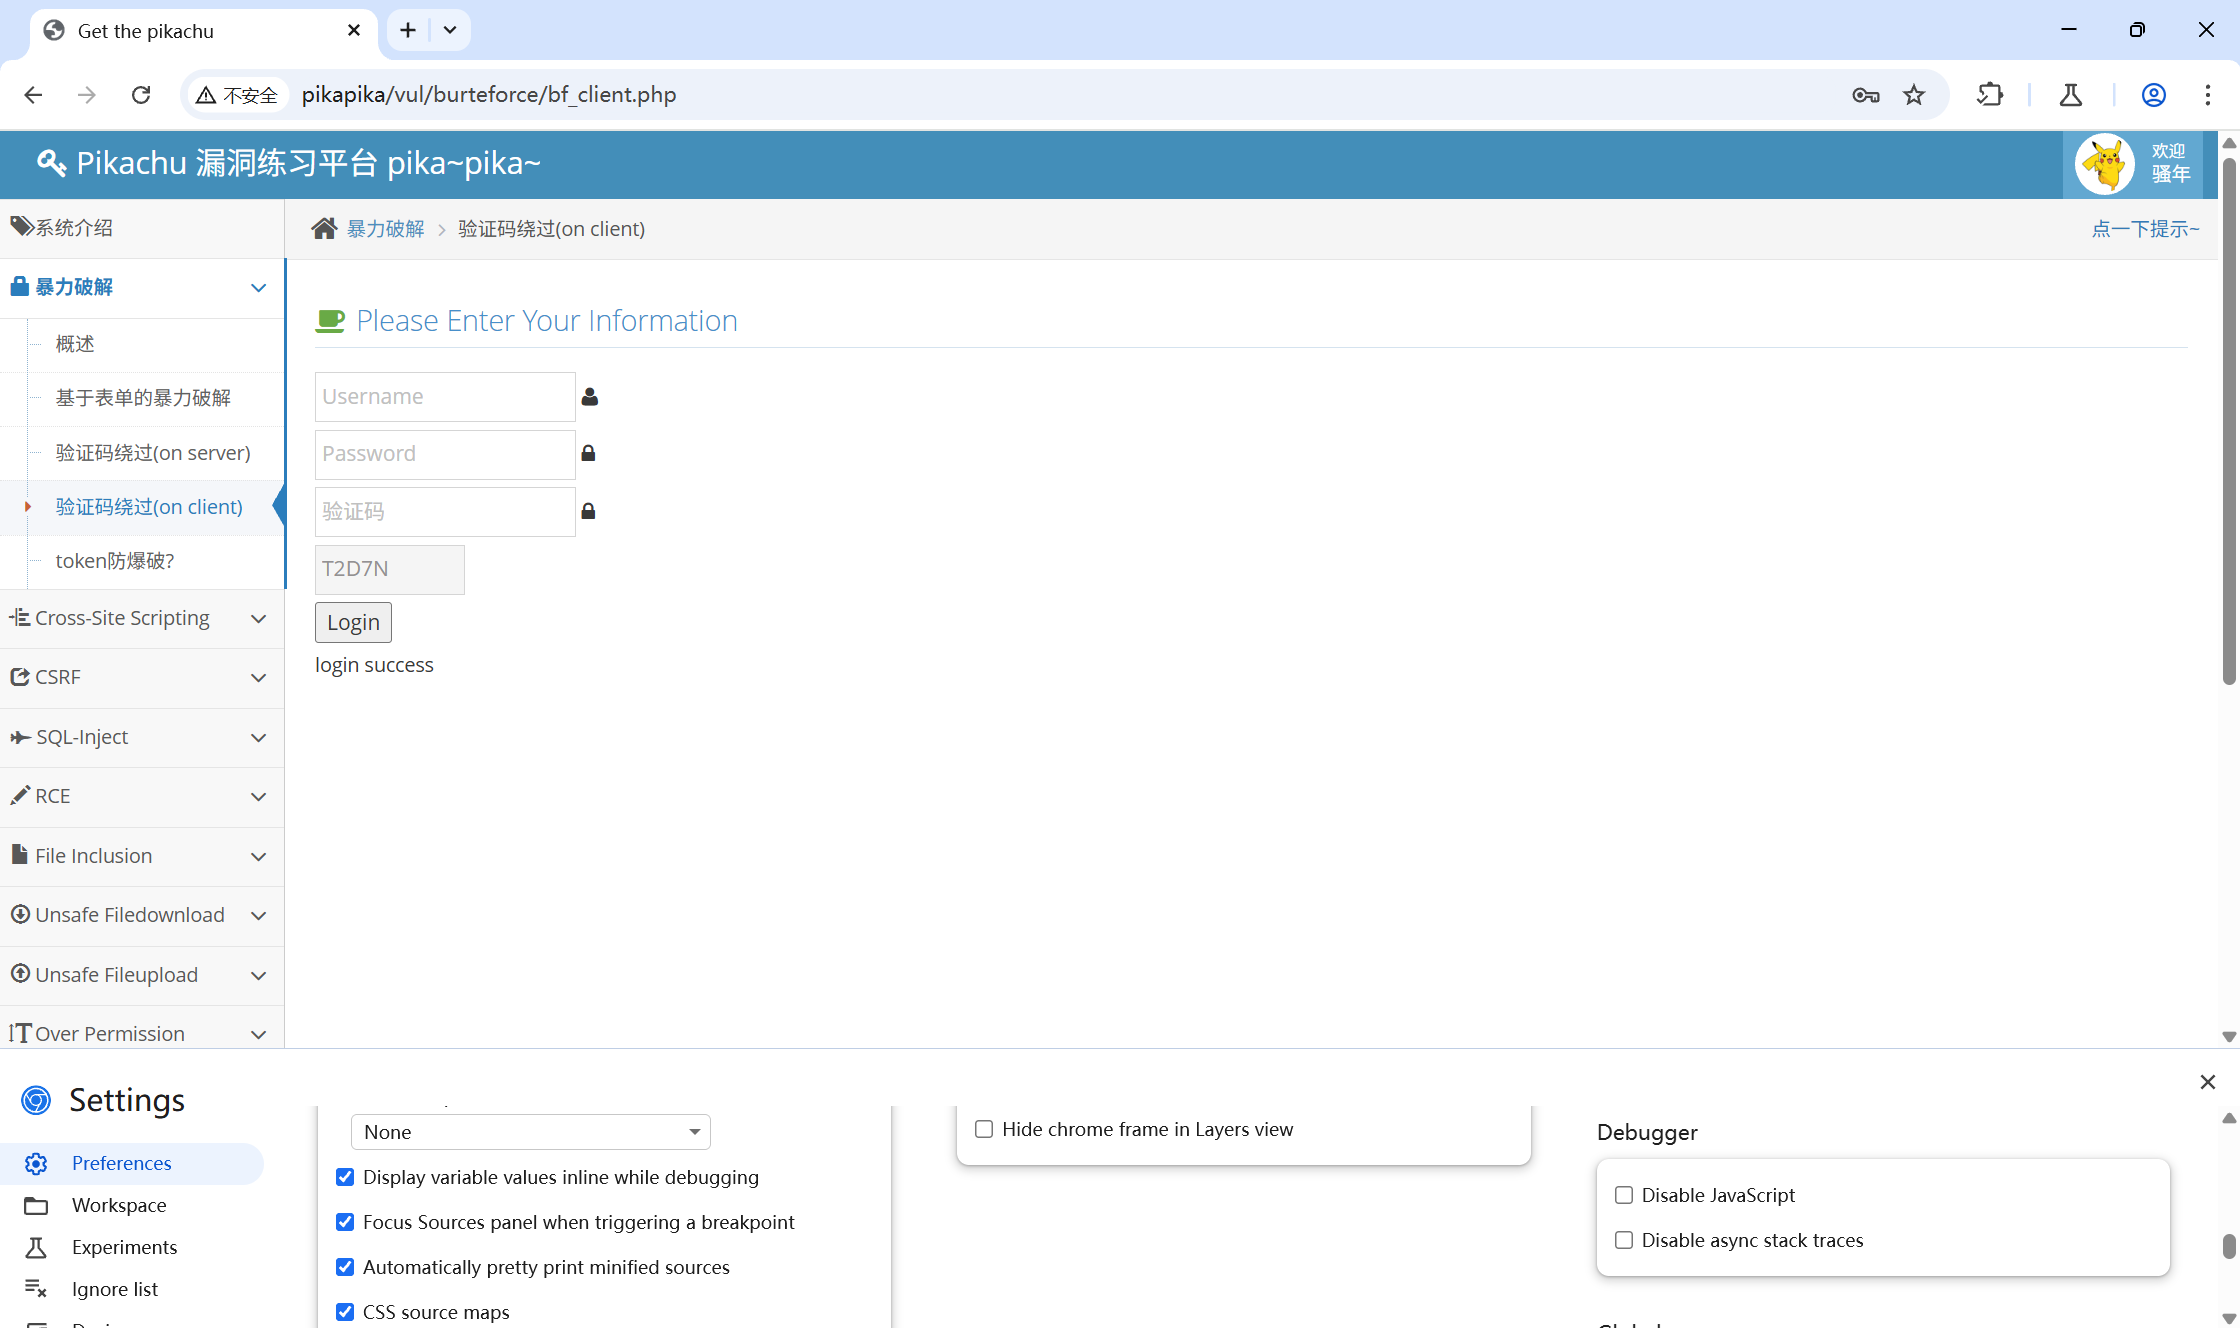 Get the pikachu
不安全
pikapika/vul/burteforce/bf_client.php
Pikachu 漏洞练习平台 pika~pika~
欢迎
骚年
系统介绍
暴力破解
概述
基于表单的暴力破解
验证码绕过(on server)
验证码绕过(on client)
token防爆破?
Cross-Site Scripting
CSRF
SQL-Inject
RCE
File Inclusion
Unsafe Filedownload
Unsafe Fileupload
Over Permission
暴力破解
验证码绕过(on client)
点一下提示~
Please Enter Your Information
Username
Password
验证码
T2D7N
Login
login success
Settings
Preferences
Workspace
Experiments
Ignore list
None
Display variable values inline while debugging
Focus Sources panel when triggering a breakpoint
Automatically pretty print minified sources
CSS source maps
Hide chrome frame in Layers view
Debugger
Disable JavaScript
Disable async stack traces